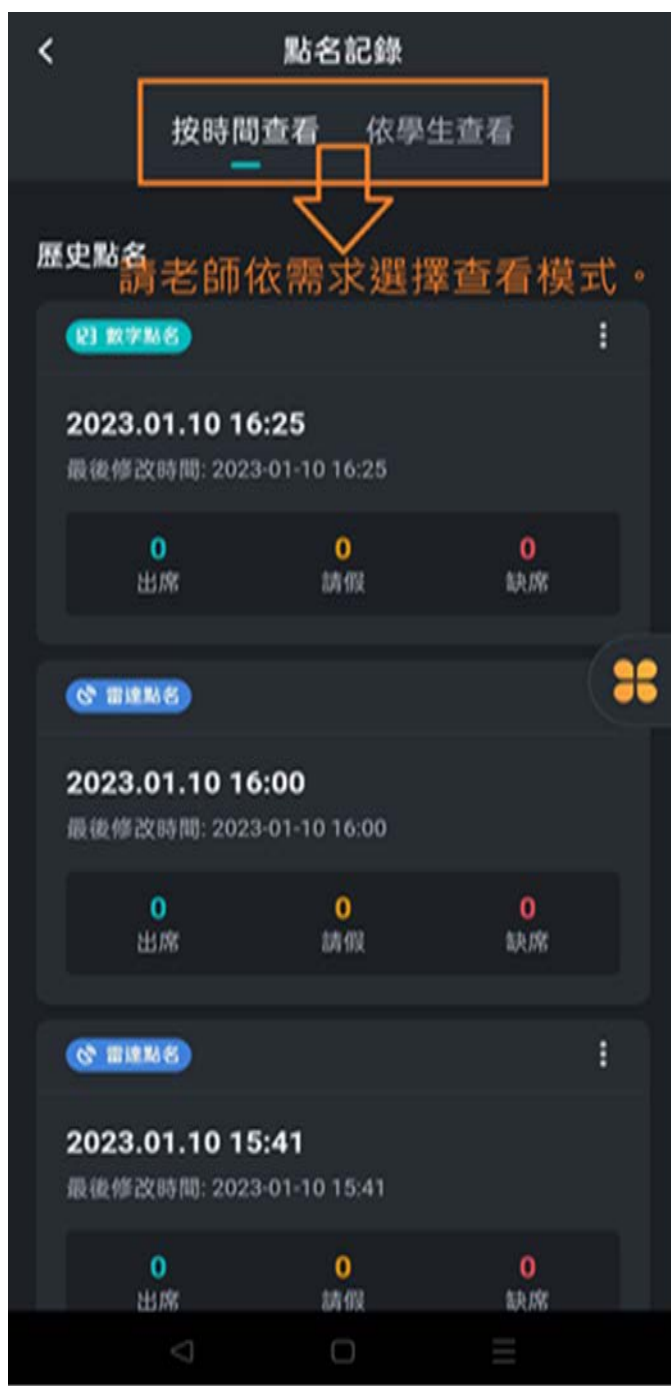 點名記錄
按時間查看 依學生查看
歷史點名
請老師依需求選擇查看模式。
123 數字點名
2023.01.10 16:25
最後修改時間: 2023-01-10 16:25
0 0 0
出席 請假 缺席
雷達點名
2023.01.10 16:00
最後修改時間: 2023-01-10 16:00
0 0 0
出席 請假 缺席
雷達點名
2023.01.10 15:41
最後修改時間: 2023-01-10 15:41
0 0 0
出席 請假 缺席